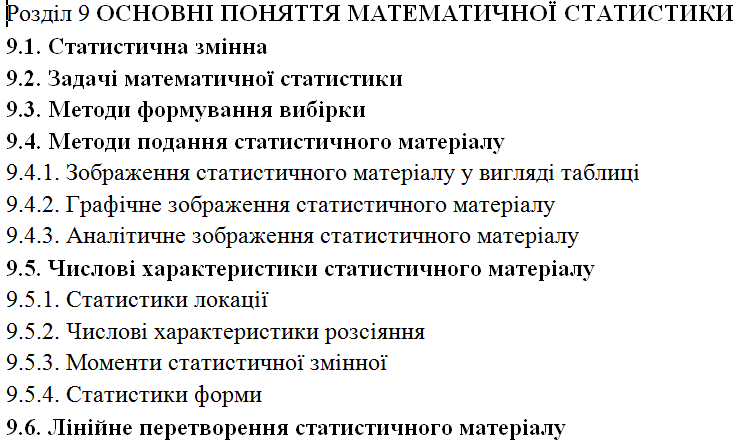 Розділ 9 ОСНОВНІ ПОНЯТТЯ МАТЕМАТИЧНОЇ СТАТИСТИКИ
9.1. Статистична змінна
9.2. Задачі математичної статистики
9.3. Методи формування вибірки
9.4. Методи подання статистичного матеріалу
9.4.1. Зображення статистичного матеріалу у вигляді таблиці
9.4.2. Графічне зображення статистичного матеріалу
9.4.3. Аналітичне зображення статистичного матеріалу
9.5. Числові характеристики статистичного матеріалу
9.5.1. Статистики локації
9.5.2. Числові характеристики розсіяння
9.5.3. Моменти статистичної змінної
9.5.4. Статистики форми
9.6. Лінійне перетворення статистичного матеріалу